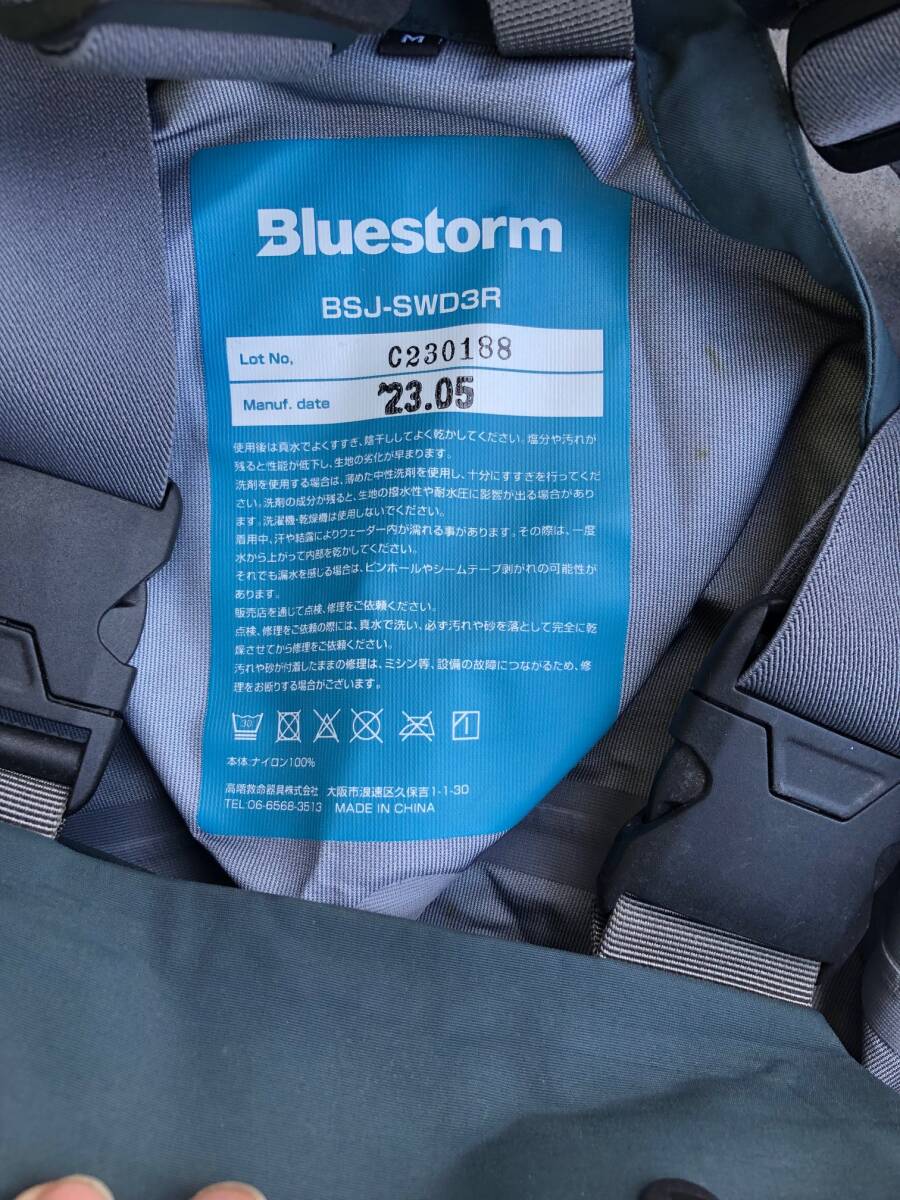 M
Bluestorm
BSJ-SWD3R
Lot No. C230188
Manuf. date '23.05
使用後は真水でよくすすぎ、陰干ししてよく乾かしてください。塩分や汚れが
残ると性能が低下し、生地の劣化が早まります。
洗剤を使用する場合は、薄めた中性洗剤を使用し、十分にすすぎを行ってくだ
さい。洗剤の成分が残ると、生地の撥水性や耐水圧に影響が出る場合があり
ます。洗濯機・乾燥機は使用しないでください。
着用中、汗や結露によりウェーダー内が濡れる事があります。その際は、一度
水から上がって内部を乾かしてください。
それでも漏水を感じる場合は、ピンホールやシームテープ剥がれの可能性が
あります。
販売店を通じて点検、修理をご依頼ください。
点検、修理をご依頼の際には、真水で洗い、必ず汚れや砂を落として完全に乾
燥させてから修理をご依頼ください。
汚れや砂が付着したままの修理は、ミシン等、設備の故障につながるため、修
理をお断りする場合がございます。
30
本体:ナイロン100%
高階救命器具株式会社 大阪市浪速区久保吉1-1-30
TEL:06-6568-3513 MADE IN CHINA